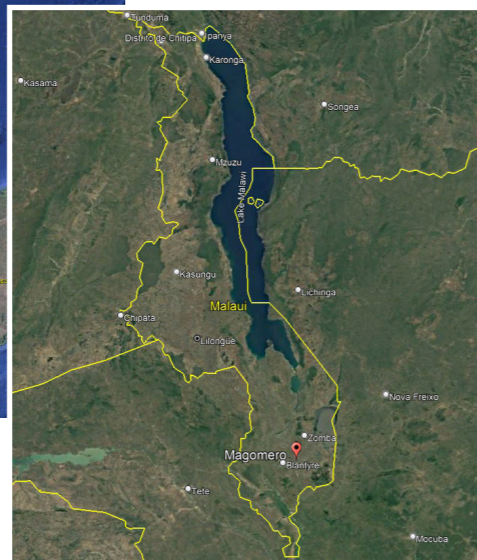 Tunduma
Ipanya
Distrito de Chitipa
Karonga
Kasama
Songea
Mzuzu
Lake Malawi
Kasungu
Lichinga
Malaui
Chipata
Lilongue
Nova Freixo
Zomba
Magomero
Blantyre
Tete
Mocuba